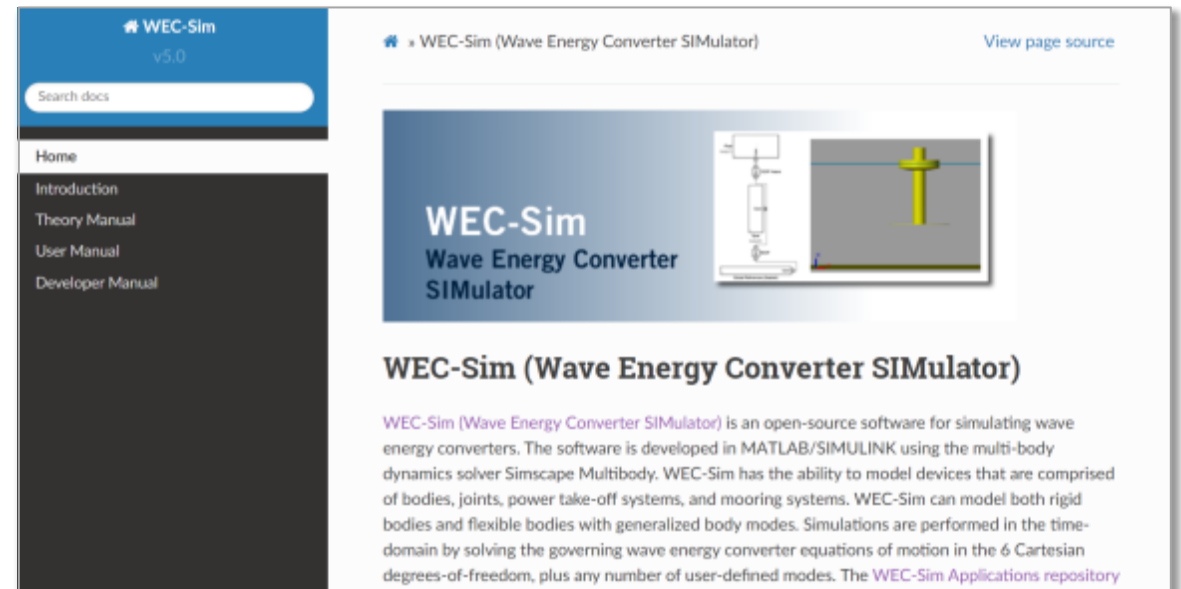 WEC-Sim
v5.0
Search docs
Home
Introduction
Theory Manual
User Manual
Developer Manual
» WEC-Sim (Wave Energy Converter SIMulator)
View page source
WEC-Sim
Wave Energy Converter
SIMulator
WEC-Sim (Wave Energy Converter SIMulator)
WEC-Sim (Wave Energy Converter SIMulator) is an open-source software for simulating wave
energy converters. The software is developed in MATLAB/SIMULINK using the multi-body
dynamics solver Simscape Multibody. WEC-Sim has the ability to model devices that are comprised
of bodies, joints, power take-off systems, and mooring systems. WEC-Sim can model both rigid
bodies and flexible bodies with generalized body modes. Simulations are performed in the time-
domain by solving the governing wave energy converter equations of motion in the 6 Cartesian
degrees-of-freedom, plus any number of user-defined modes. The WEC-Sim Applications repository